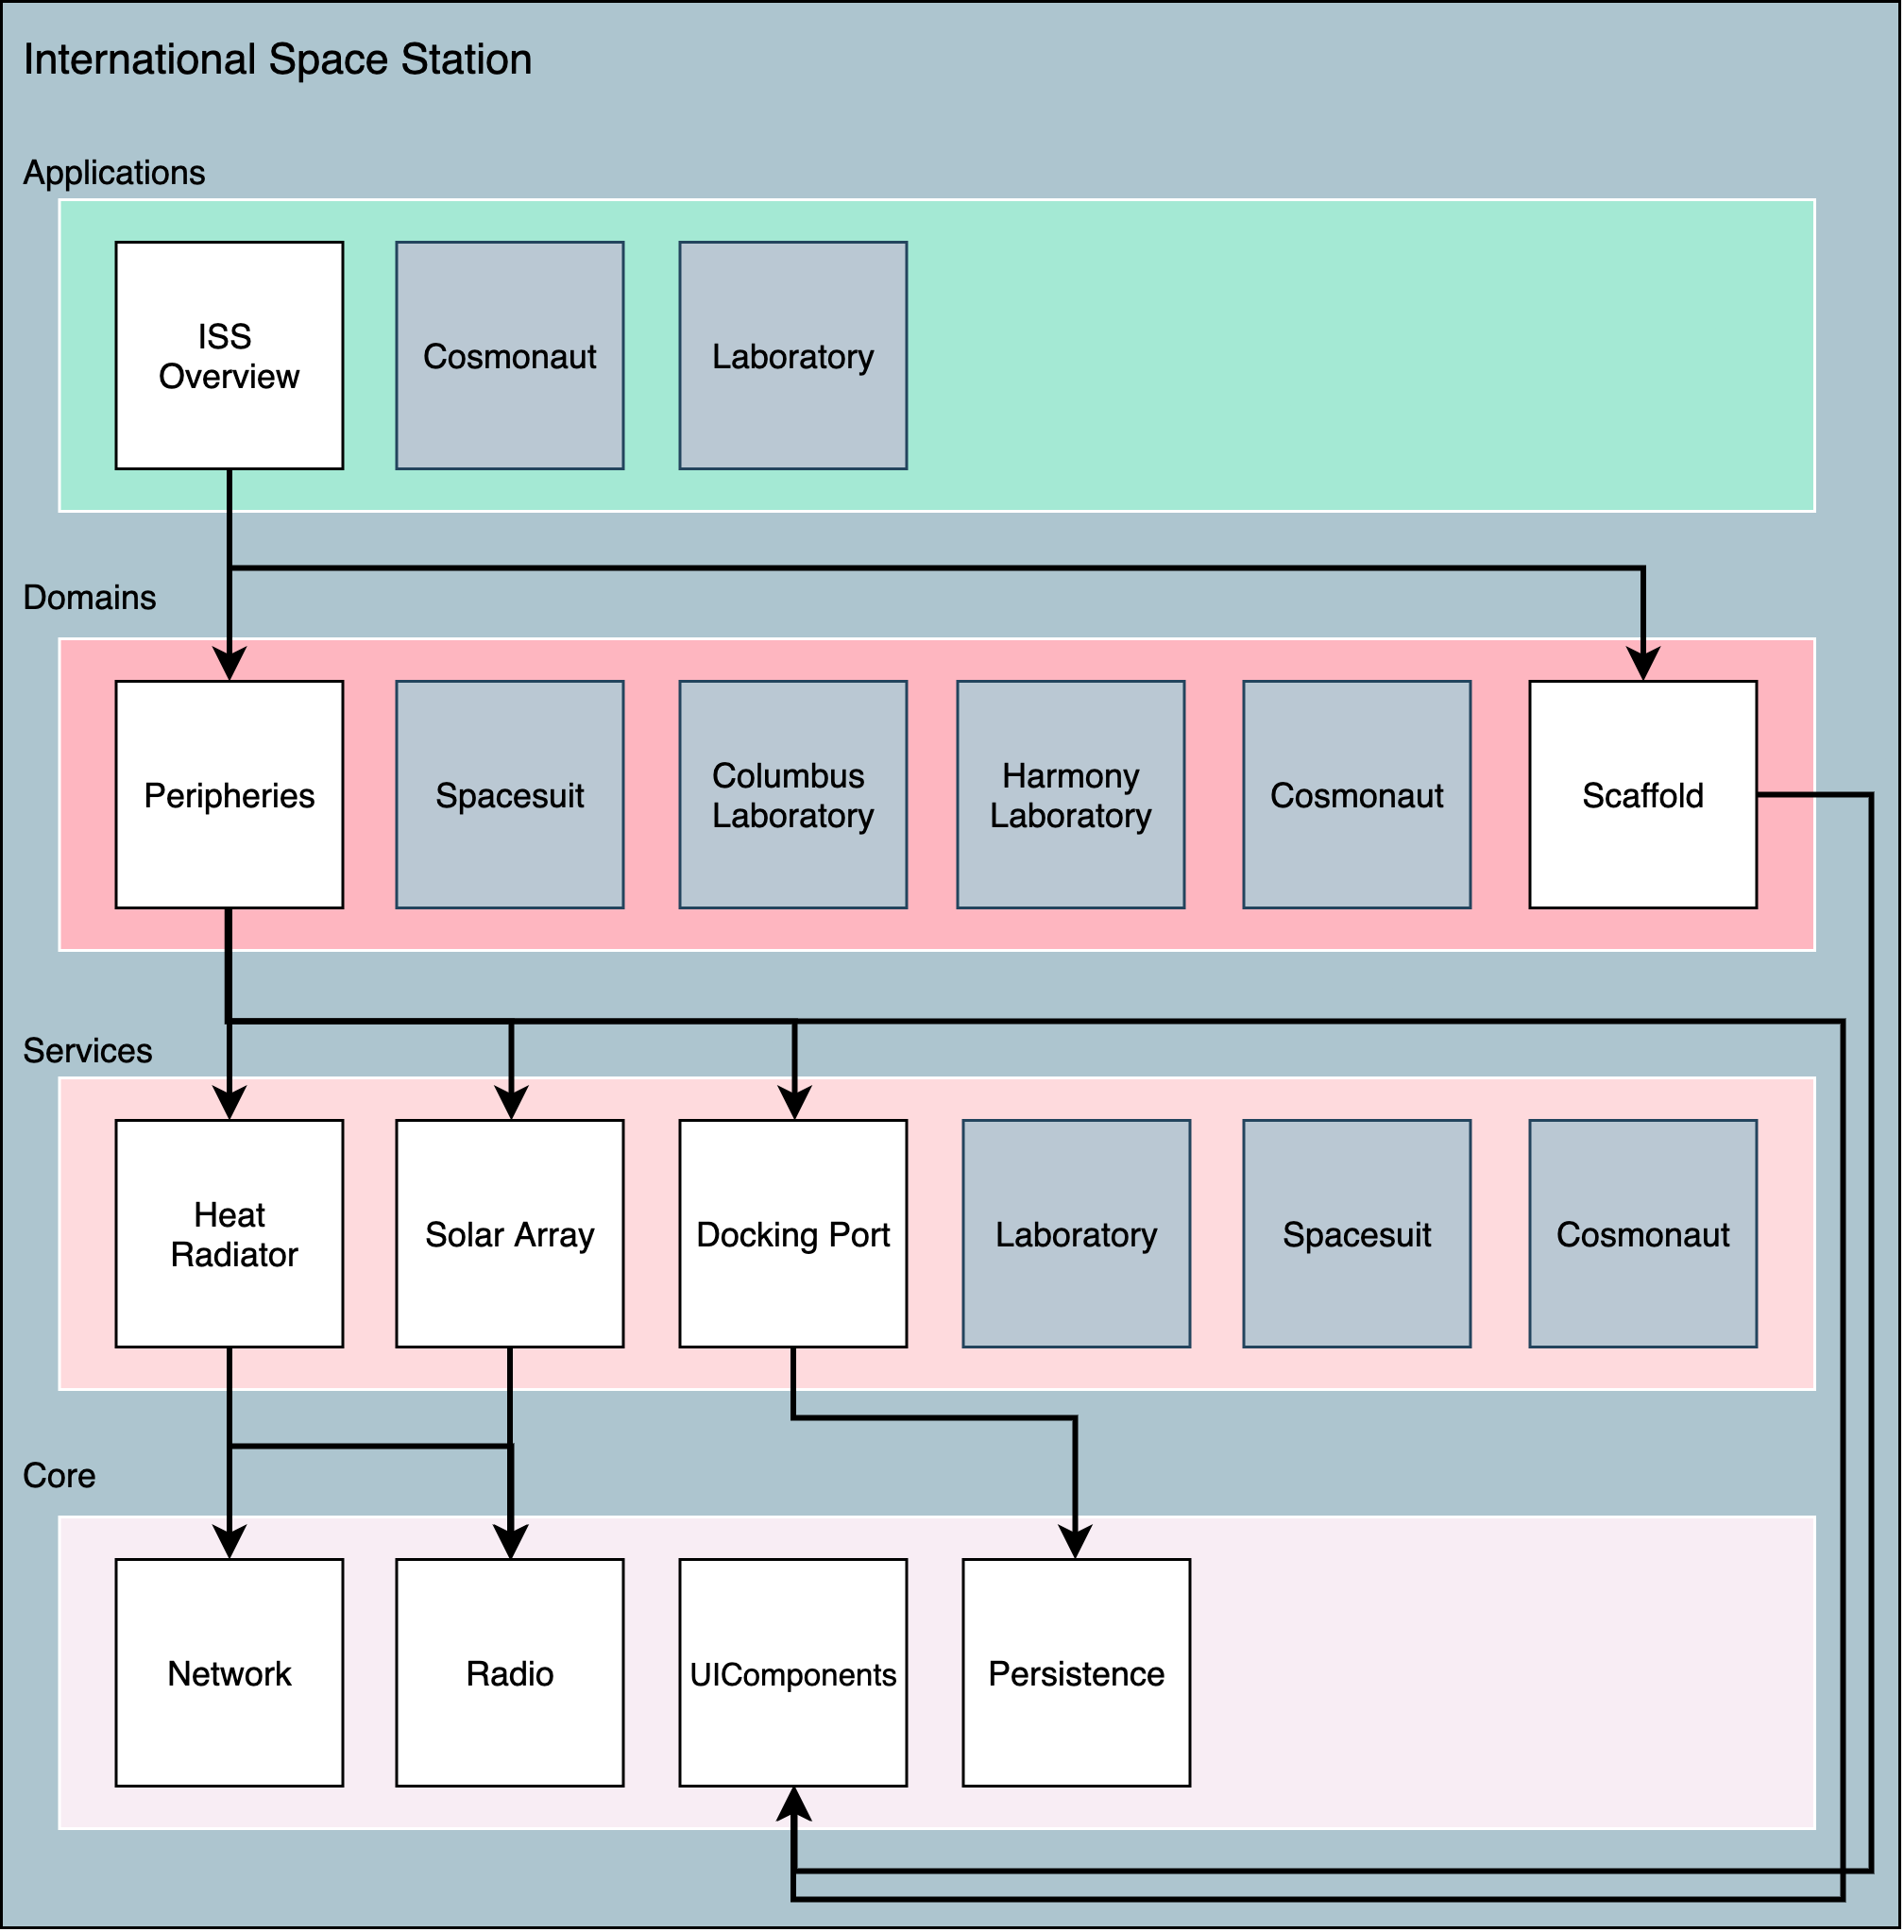 International Space Station
Applications
ISS
Overview
Cosmonaut
Laboratory
Domains
Peripheries
Spacesuit
Columbus
Laboratory
Harmony
Laboratory
Cosmonaut
Scaffold
Services
Heat
Radiator
Solar Array
Docking Port
Laboratory
Spacesuit
Cosmonaut
Core
Network
Radio
UIComponents
Persistence